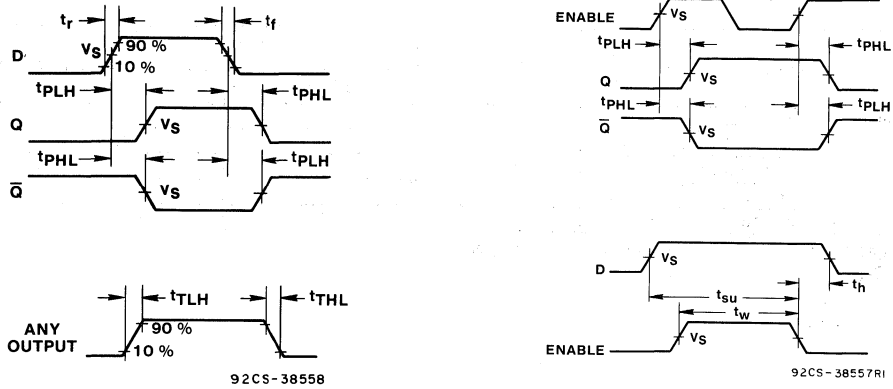 tr tf
D VS 90 %
10 %
tPLH tPHL
Q VS
tPHL tPLH
Q̅ VS
tTLH tTHL
ANY OUTPUT 90 %
10 %
92CS-38558
ENABLE VS
tPLH tPHL
Q VS
tPHL tPLH
Q̅ VS
D VS
th
tsu
tw
ENABLE VS
92CS-38557RI